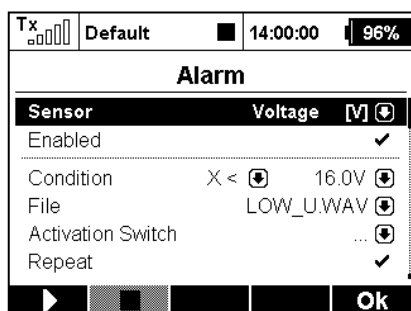 Tx Default 14:00:00 96%
Alarm
Sensor Voltage [V]
Enabled
Condition X < 16.0V
File LOW_U.WAV
Activation Switch ...
Repeat
Ok